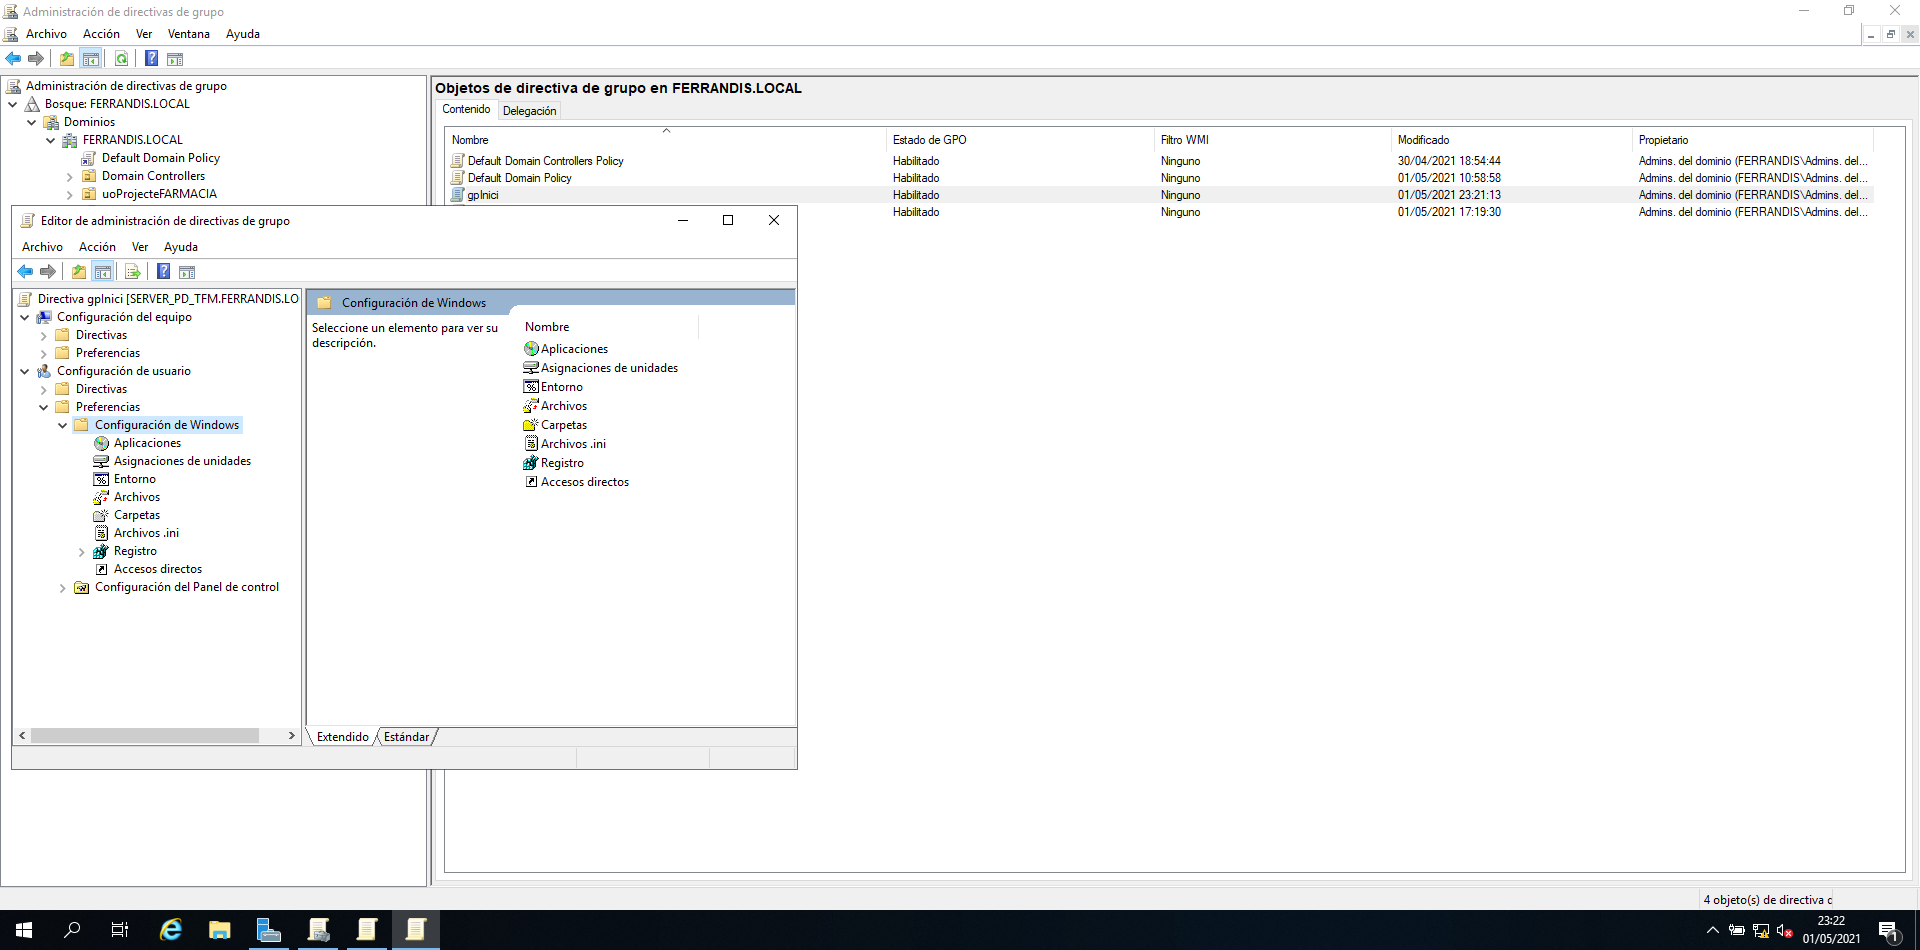 Administración de directivas de grupo
Archivo Acción Ver Ventana Ayuda
Administración de directivas de grupo
Bosque: FERRANDIS.LOCAL
Dominios
FERRANDIS.LOCAL
Default Domain Policy
Domain Controllers
uoProjecteFARMACIA
Objetos de directiva de grupo en FERRANDIS.LOCAL
Contenido Delegación
Nombre Estado de GPO Filtro WMI Modificado Propietario
Default Domain Controllers Policy Habilitado Ninguno 30/04/2021 18:54:44 Admins. del dominio (FERRANDIS\Admins. del...
Default Domain Policy Habilitado Ninguno 01/05/2021 10:58:58 Admins. del dominio (FERRANDIS\Admins. del...
gpInici Habilitado Ninguno 01/05/2021 23:21:13 Admins. del dominio (FERRANDIS\Admins. del...
Habilitado Ninguno 01/05/2021 17:19:30 Admins. del dominio (FERRANDIS\Admins. del...
Editor de administración de directivas de grupo
Archivo Acción Ver Ayuda
Directiva gpInici [SERVER_PD_TFM.FERRANDIS.LO
Configuración del equipo
Directivas
Preferencias
Configuración de usuario
Directivas
Preferencias
Configuración de Windows
Aplicaciones
Asignaciones de unidades
Entorno
Archivos
Carpetas
Archivos .ini
Registro
Accesos directos
Configuración del Panel de control
Configuración de Windows
Seleccione un elemento para ver su
descripción.
Nombre
Aplicaciones
Asignaciones de unidades
Entorno
Archivos
Carpetas
Archivos .ini
Registro
Accesos directos
Extendido Estándar
4 objeto(s) de directiva d
23:22
01/05/2021
1